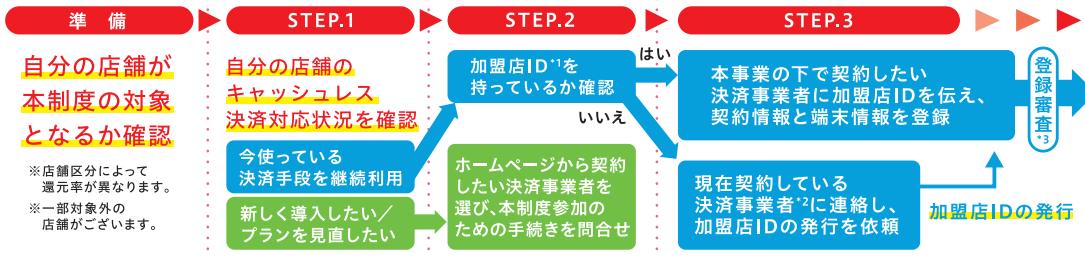 準備
自分の店舗が
本制度の対象
となるか確認
※店舗区分によって
還元率が異なります。
※一部対象外の
店舗がございます。
STEP.1
自分の店舗の
キャッシュレス
決済対応状況を確認
今使っている
決済手段を継続利用
新しく導入したい／
プランを見直したい
STEP.2
加盟店ID*1を
持っているか確認
はい
いいえ
ホームページから契約
したい決済事業者を
選び、本制度参加の
ための手続きを問合せ
STEP.3
本事業の下で契約したい
決済事業者に加盟店IDを伝え、
契約情報と端末情報を登録
現在契約している
決済事業者*2に連絡し、
加盟店IDの発行を依頼
加盟店IDの発行
登録審査*3